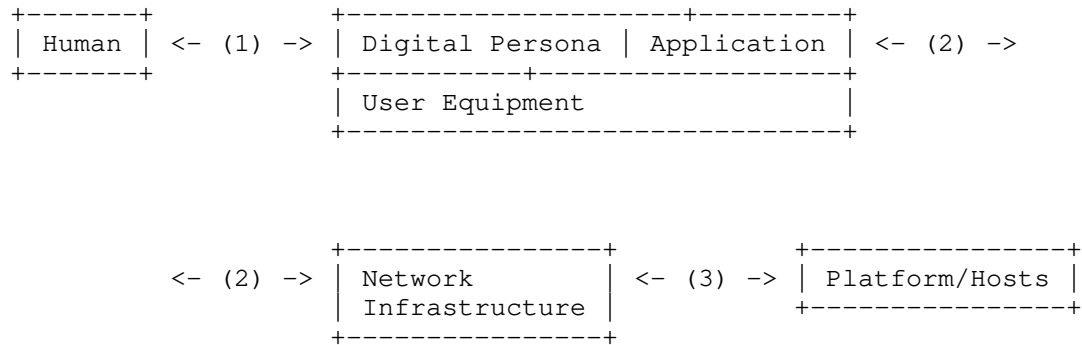 Human <- (1) -> Digital Persona | Application <- (2) ->
User Equipment
<- (2) -> Network <- (3) -> Platform/Hosts
Infrastructure